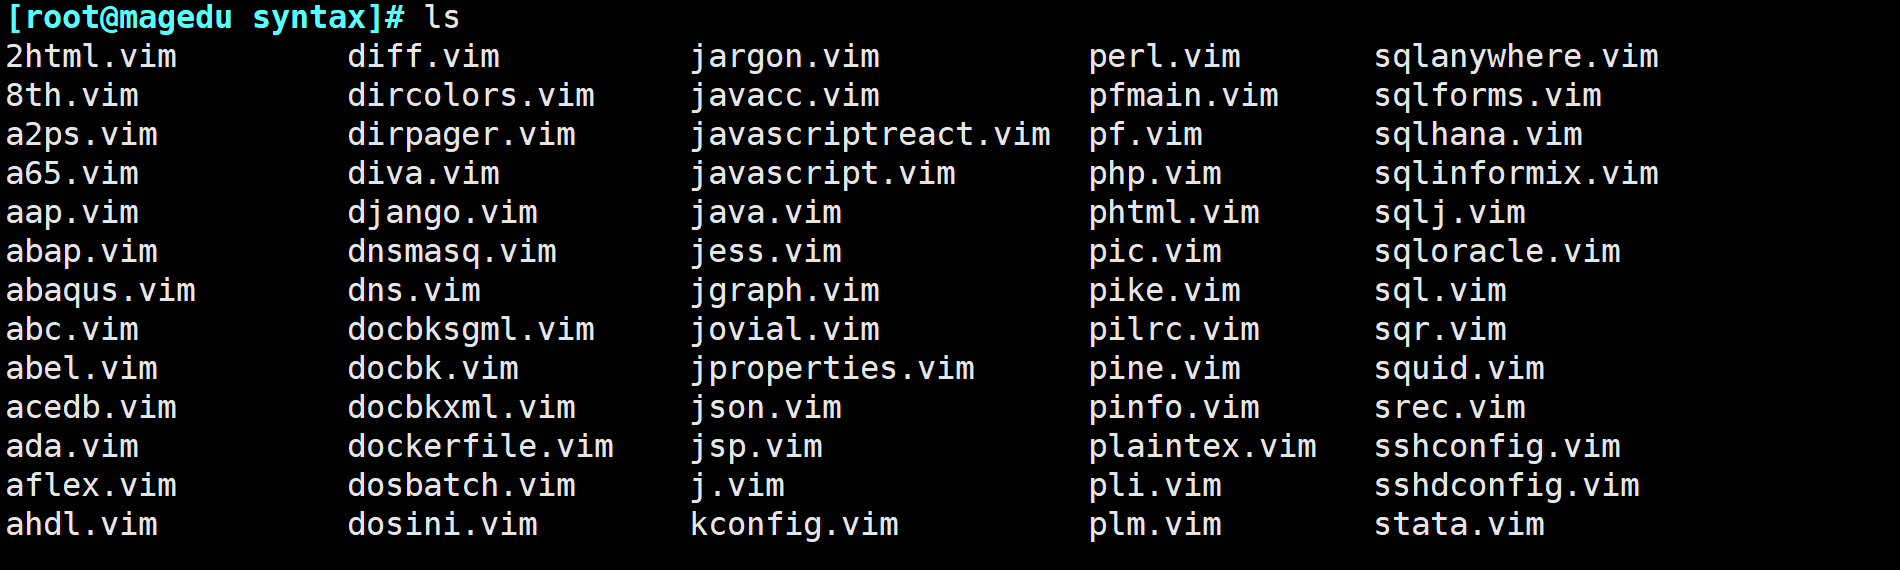 [root@magedu syntax]# ls
2html.vim diff.vim jargon.vim perl.vim sqlanywhere.vim
8th.vim dircolors.vim javacc.vim pfmain.vim sqlforms.vim
a2ps.vim dirpager.vim javascriptreact.vim pf.vim sqlhana.vim
a65.vim diva.vim javascript.vim php.vim sqlinformix.vim
aap.vim django.vim java.vim phtml.vim sqlj.vim
abap.vim dnsmasq.vim jess.vim pic.vim sqloracle.vim
abaqus.vim dns.vim jgraph.vim pike.vim sql.vim
abc.vim docbksgml.vim jovial.vim pilrc.vim sqr.vim
abel.vim docbk.vim jproperties.vim pine.vim squid.vim
acedb.vim docbkxml.vim json.vim pinfo.vim srec.vim
ada.vim dockerfile.vim jsp.vim plaintex.vim sshconfig.vim
aflex.vim dosbatch.vim j.vim pli.vim sshdconfig.vim
ahdl.vim dosini.vim kconfig.vim plm.vim stata.vim